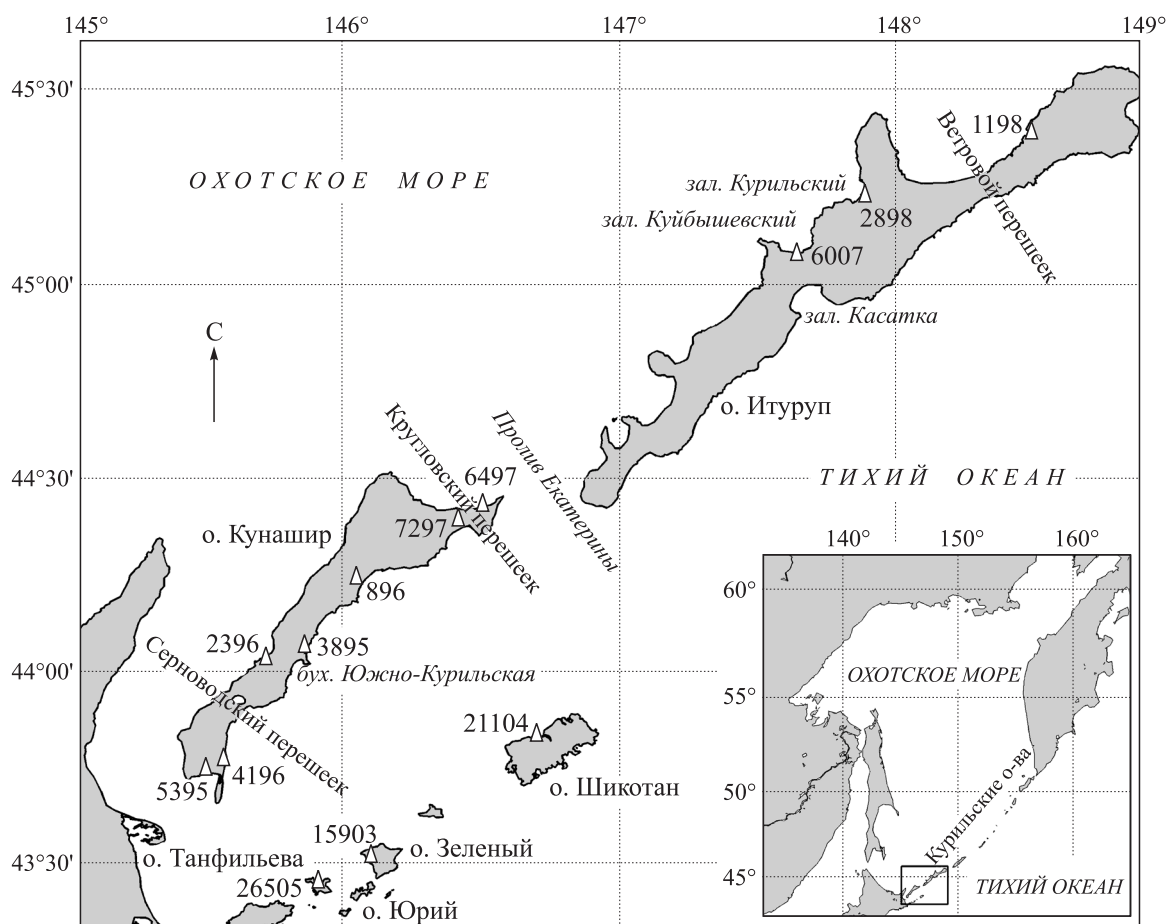 145° 146° 147° 148° 149°
45°30'
1198
Ветровой перешеек
ОХОТСКОЕ МОРЕ
зал. Курильский
2898
зал. Куйбышевский
6007
45°00'
зал. Касатка
С
о. Итуруп
Кругловский перешеек
Пролив Екатерины
44°30'
6497
ТИХИЙ ОКЕАН
7297
о. Кунашир
896
2396
3895
Серноводский перешеек
44°00'
бух. Южно-Курильская
21104
4196
5395
о. Шикотан
15903
о. Зеленый
о. Танфильева
43°30'
26505
о. Юрий
140° 150° 160°
60°
ОХОТСКОЕ МОРЕ
55°
50°
Курильские о-ва
45°
ТИХИЙ ОКЕАН